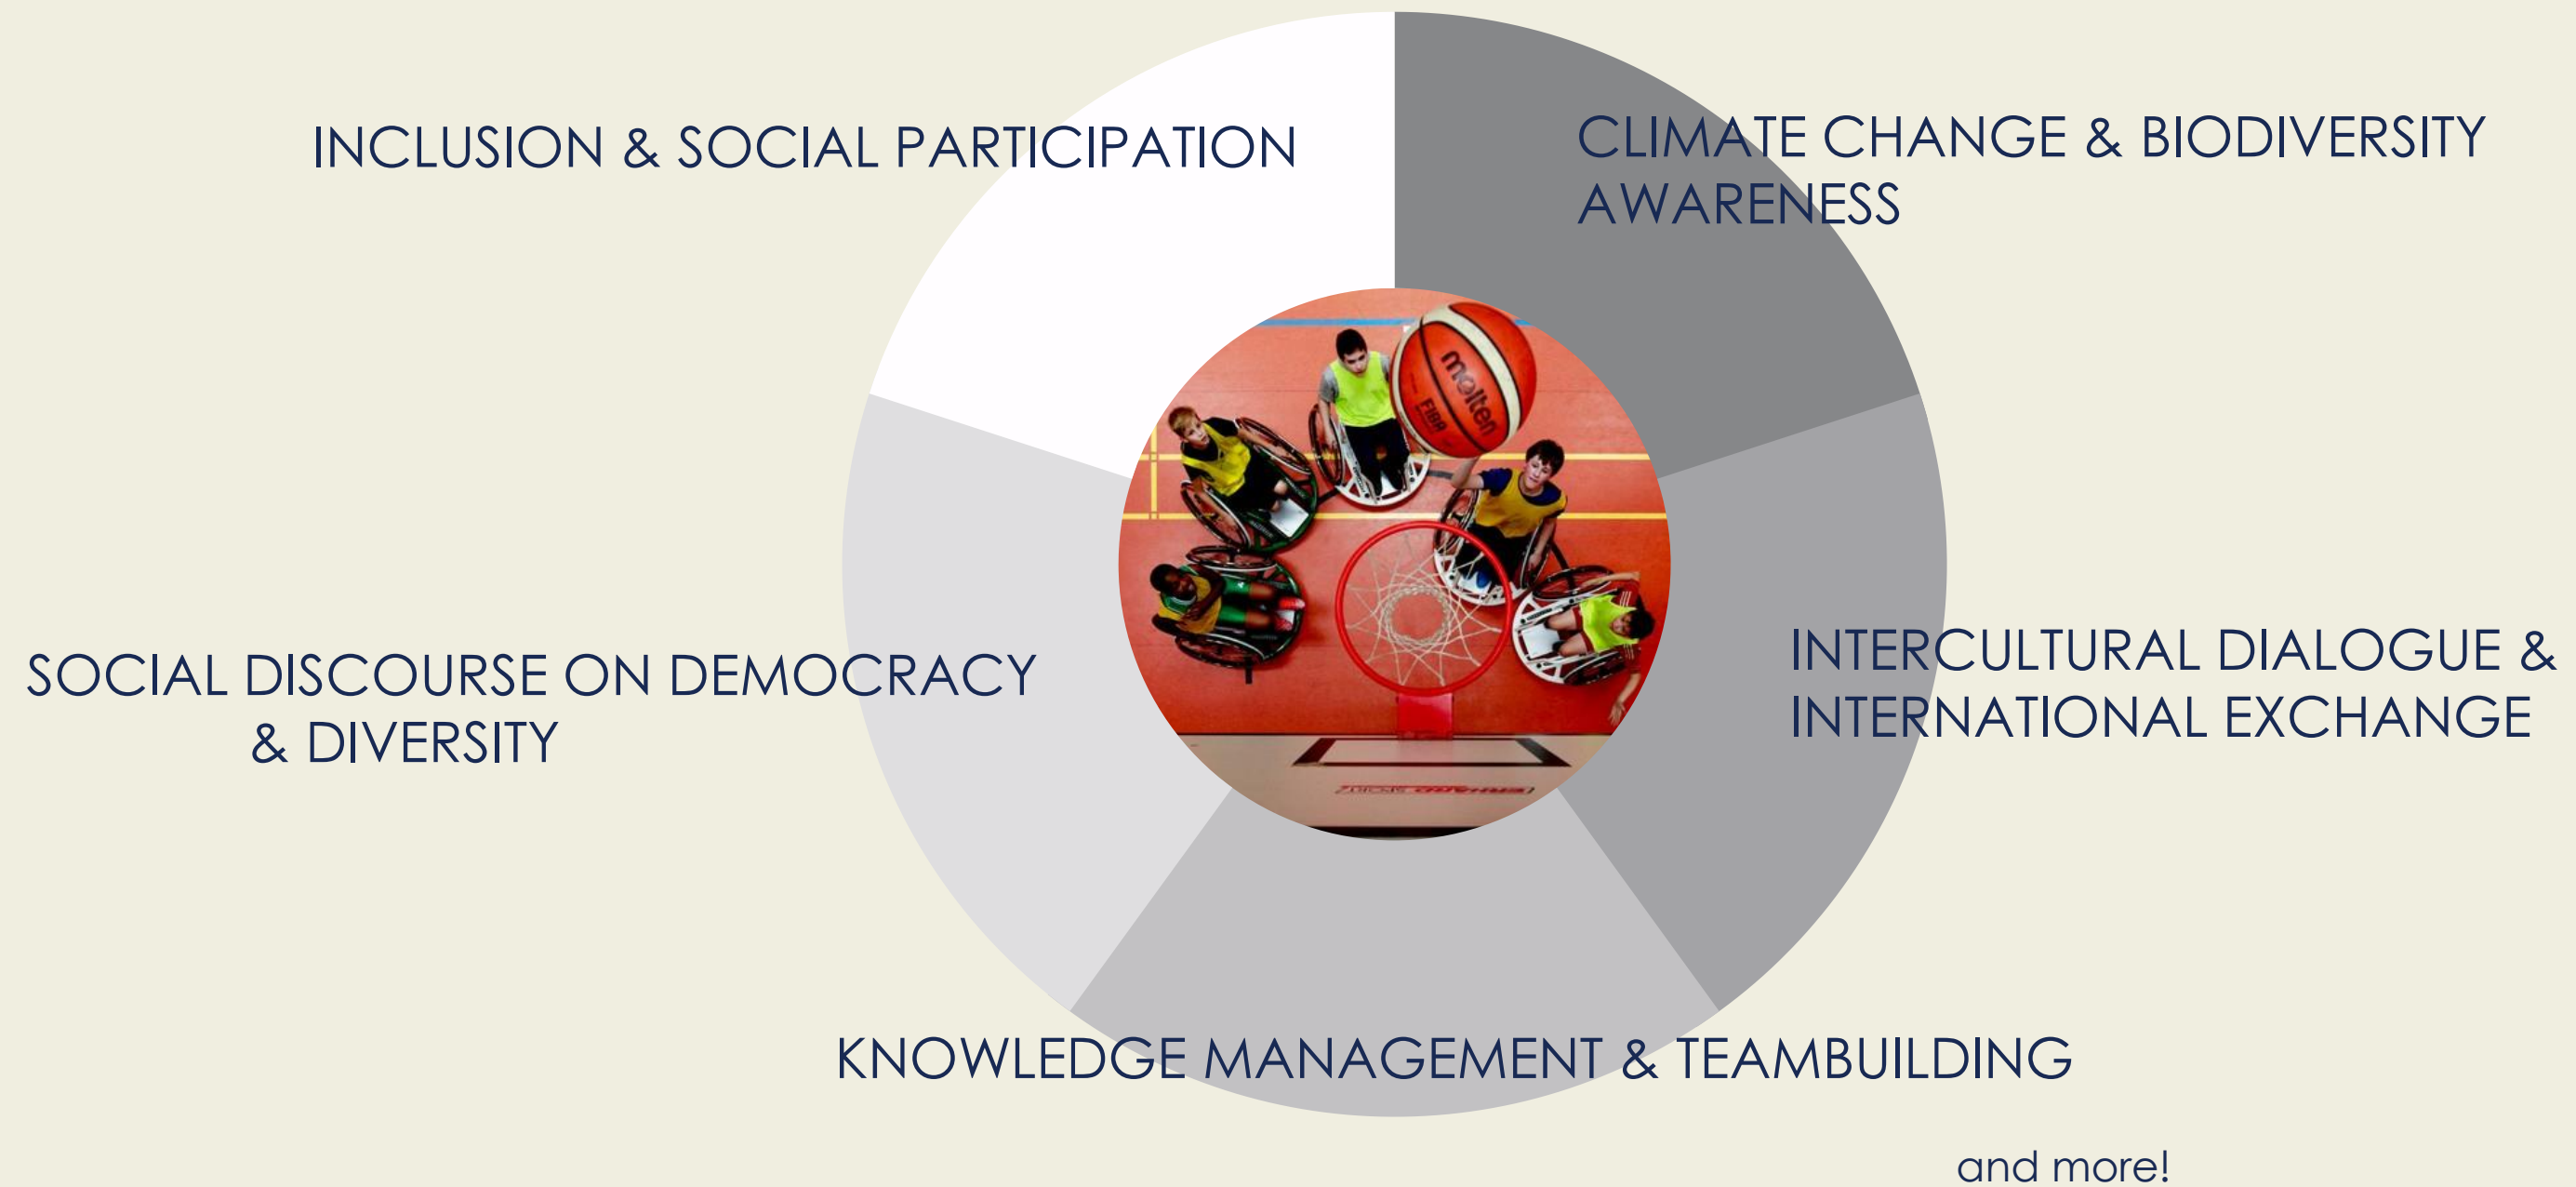 INCLUSION & SOCIAL PARTICIPATION
CLIMATE CHANGE & BIODIVERSITY
AWARENESS
molten
FIBA
INTERCULTURAL DIALOGUE &
INTERNATIONAL EXCHANGE
SOCIAL DISCOURSE ON DEMOCRACY
& DIVERSITY
KNOWLEDGE MANAGEMENT & TEAMBUILDING
and more!